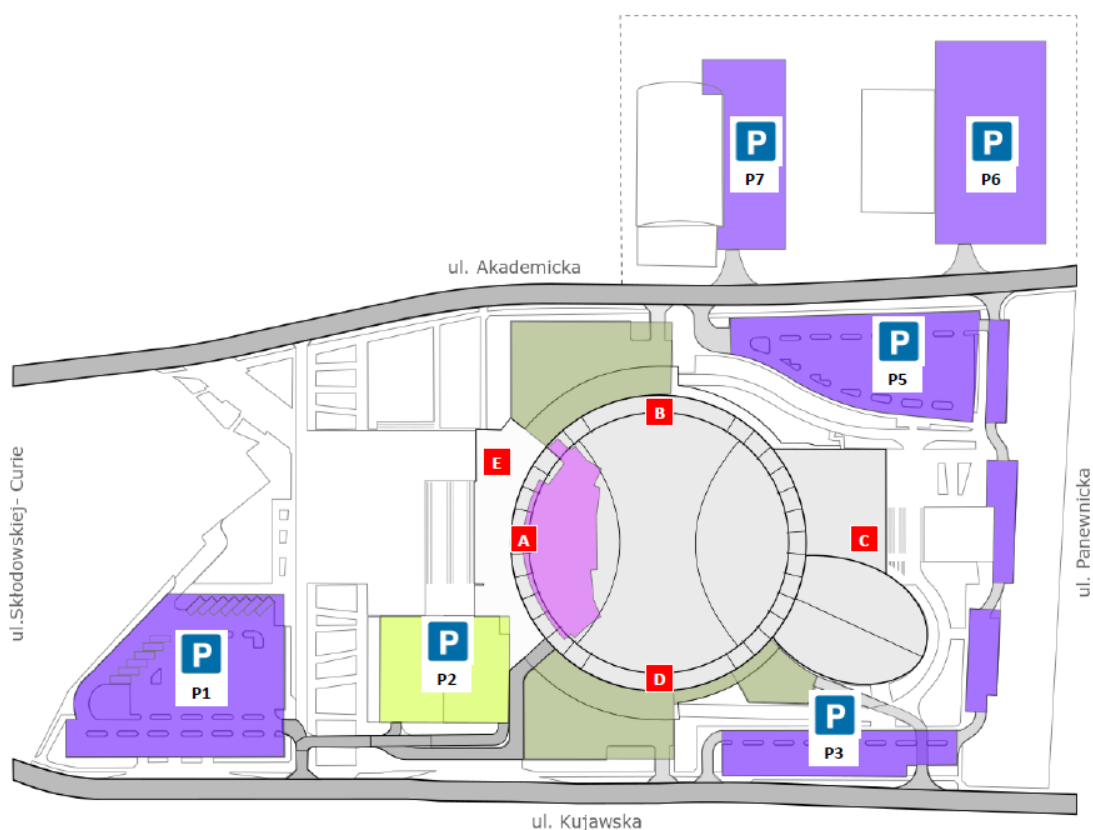 P
P7
P
P6
ul. Akademicka
P
P5
B
E
A
C
ul.Skłodowskiej- Curie
ul. Panewnicka
P
P1
P
P2
D
P
P3
ul. Kujawska